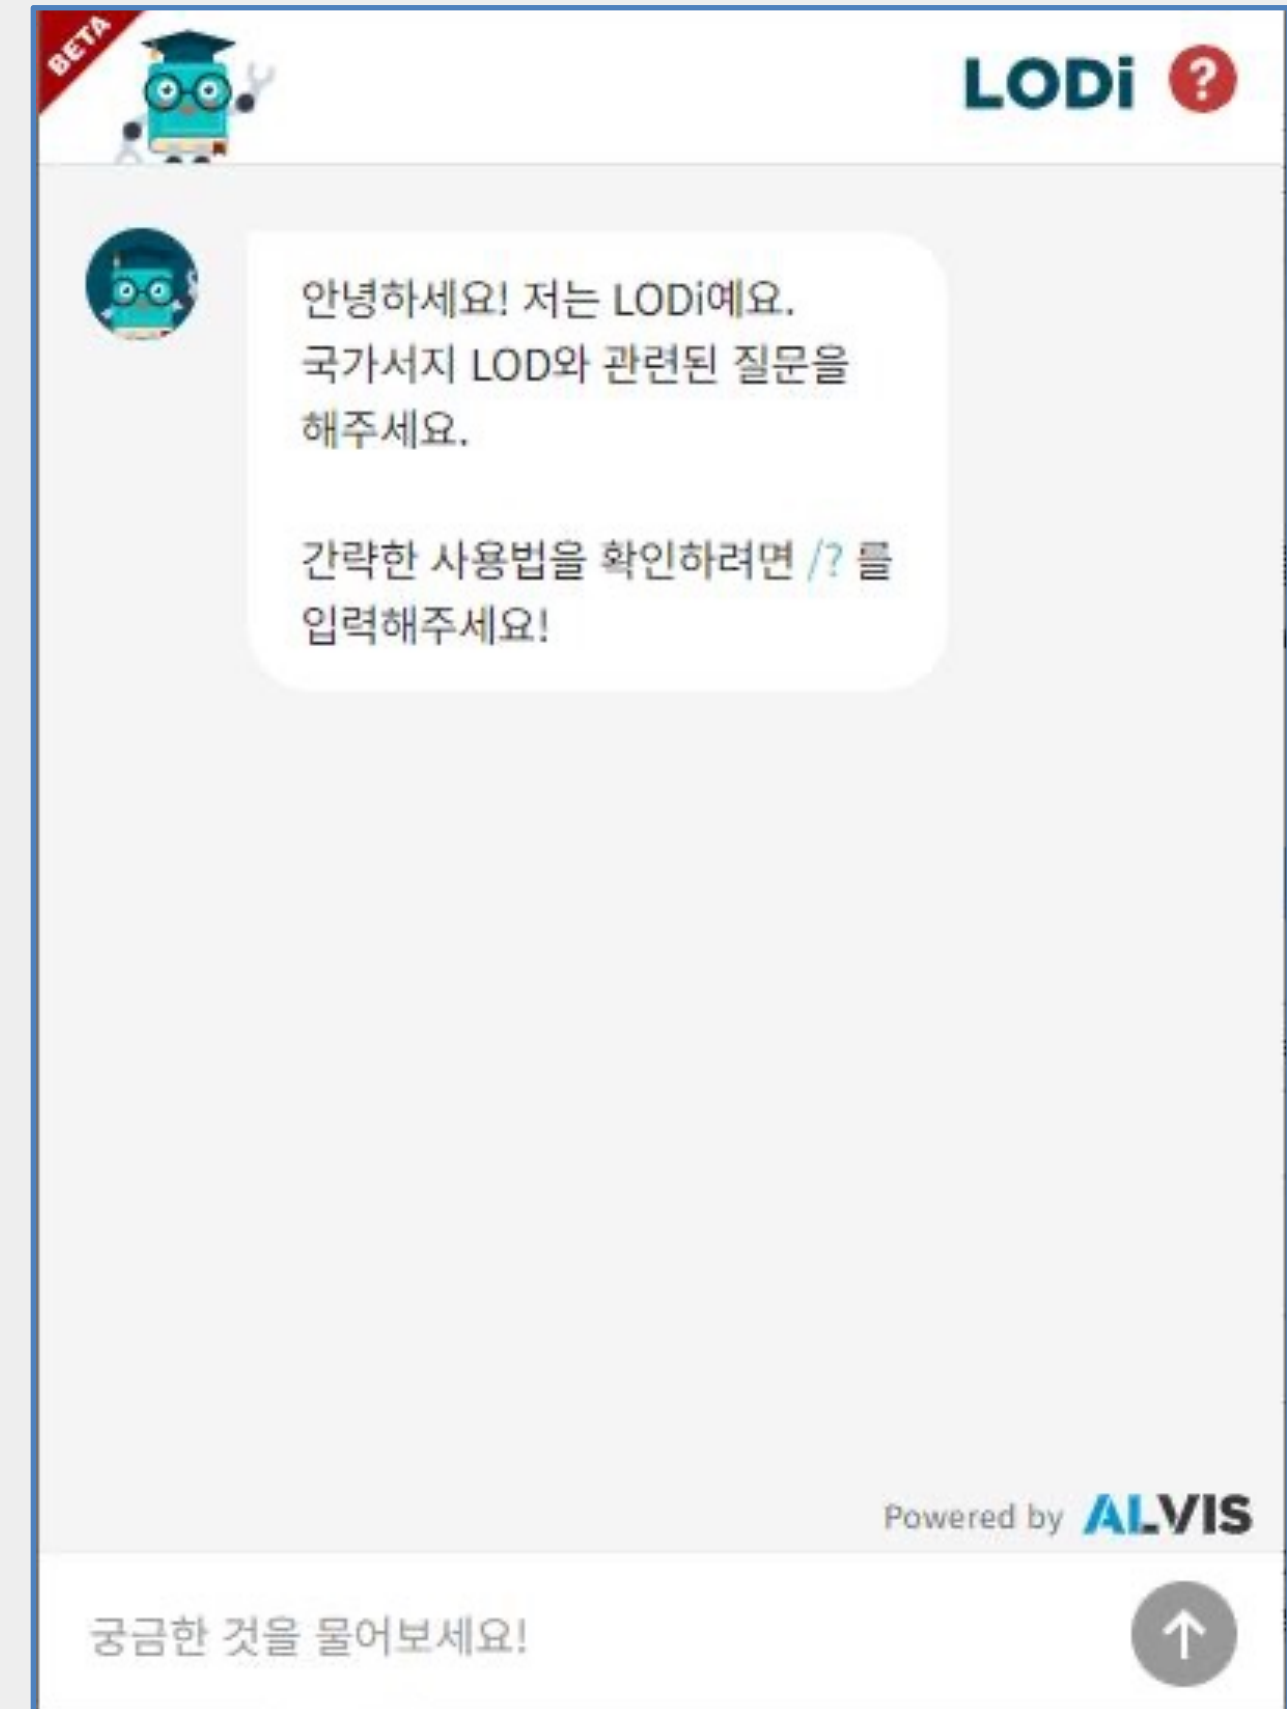 BETA
LODi ?
안녕하세요! 저는 LODi예요.
국가서지 LOD와 관련된 질문을
해주세요.
간략한 사용법을 확인하려면 /? 를
입력해주세요!
Powered by ALVIS
궁금한 것을 물어보세요!